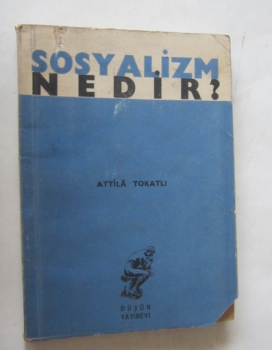 SOSYALİZM
NEDİR?
ATTİLÂ TOKATLI
DÜŞÜN
YAYINEVİ